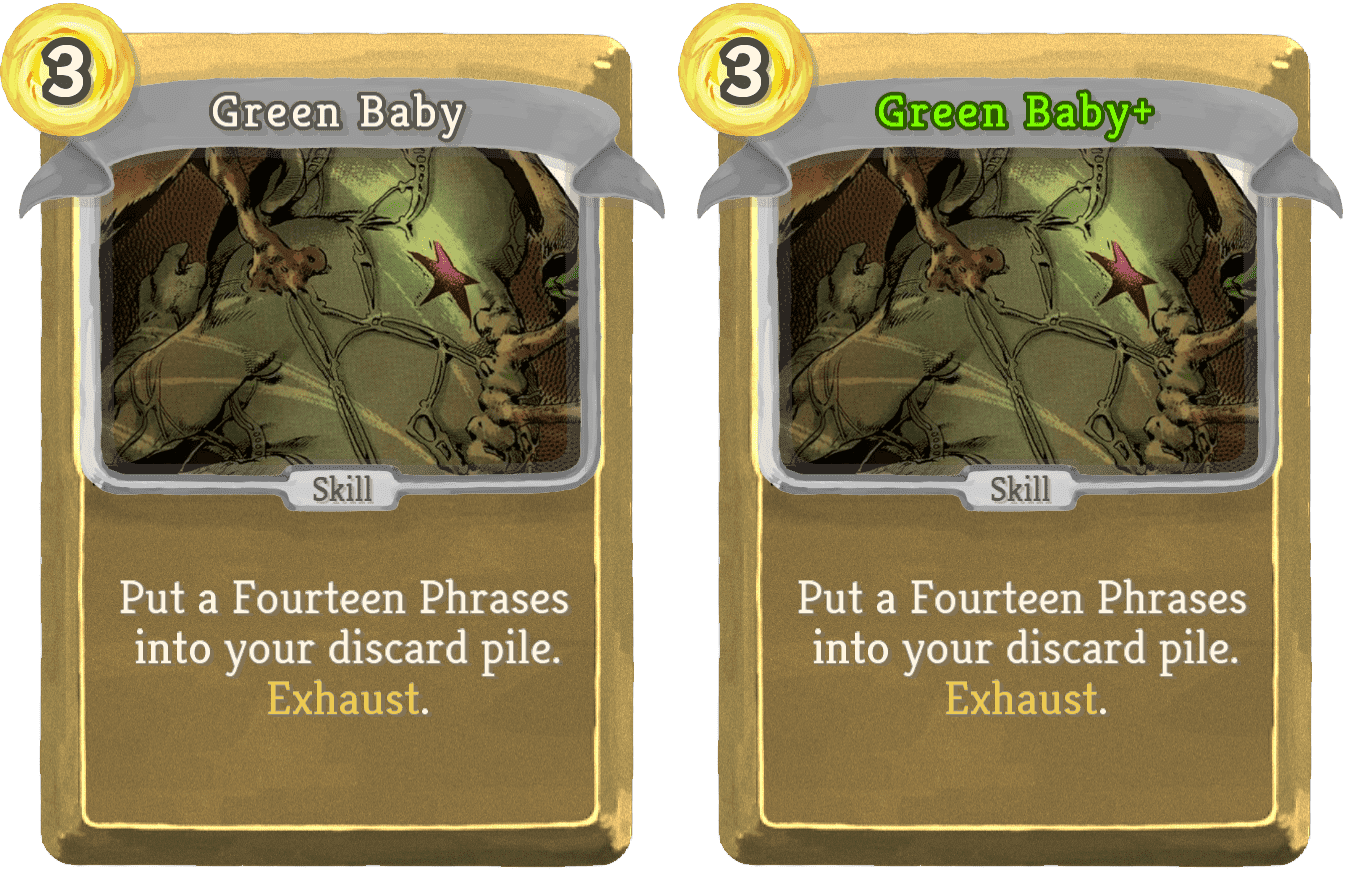 3
Green Baby
Skill
Put a Fourteen Phrases
into your discard pile.
Exhaust.
3
Green Baby+
Skill
Put a Fourteen Phrases
into your discard pile.
Exhaust.